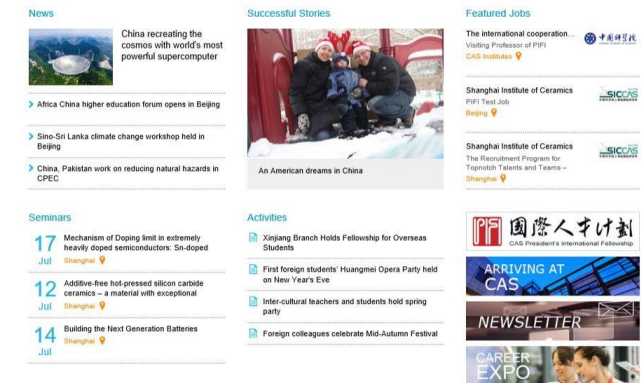 News
China recreating the
cosmos with world's most
powerful supercomputer
Africa China higher education forum opens in Beijing
Sino-Sri Lanka climate change workshop held in
Beijing
China, Pakistan work on reducing natural hazards in
CPEC
Successful Stories
An American dreams in China
Featured Jobs
The international cooperation...
Visiting Professor of PIFI
CAS Institutes
中国科学院
Shanghai Institute of Ceramics
PIFI Test Job
Beijing
SICCAS
Shanghai Institute of Ceramics
The Recruitment Program for
Topnotch Talents and Teams –
Shanghai
SICCAS
Seminars
17
Jul
Mechanism of Doping limit in extremely
heavily doped semiconductors: Sn-doped
Shanghai
12
Jul
Additive-free hot-pressed silicon carbide
ceramics – a material with exceptional
Shanghai
14
Jul
Building the Next Generation Batteries
Shanghai
Activities
Xinjiang Branch Holds Fellowship for Overseas
Students
First foreign students' Huangmei Opera Party held
on New Year's Eve
Inter-cultural teachers and students hold spring
party
Foreign colleagues celebrate Mid-Autumn Festival
PIFI
國際人才計劃
CAS President's International Fellowship
ARRIVING AT
CAS
NEWSLETTER
CAREER
EXPO